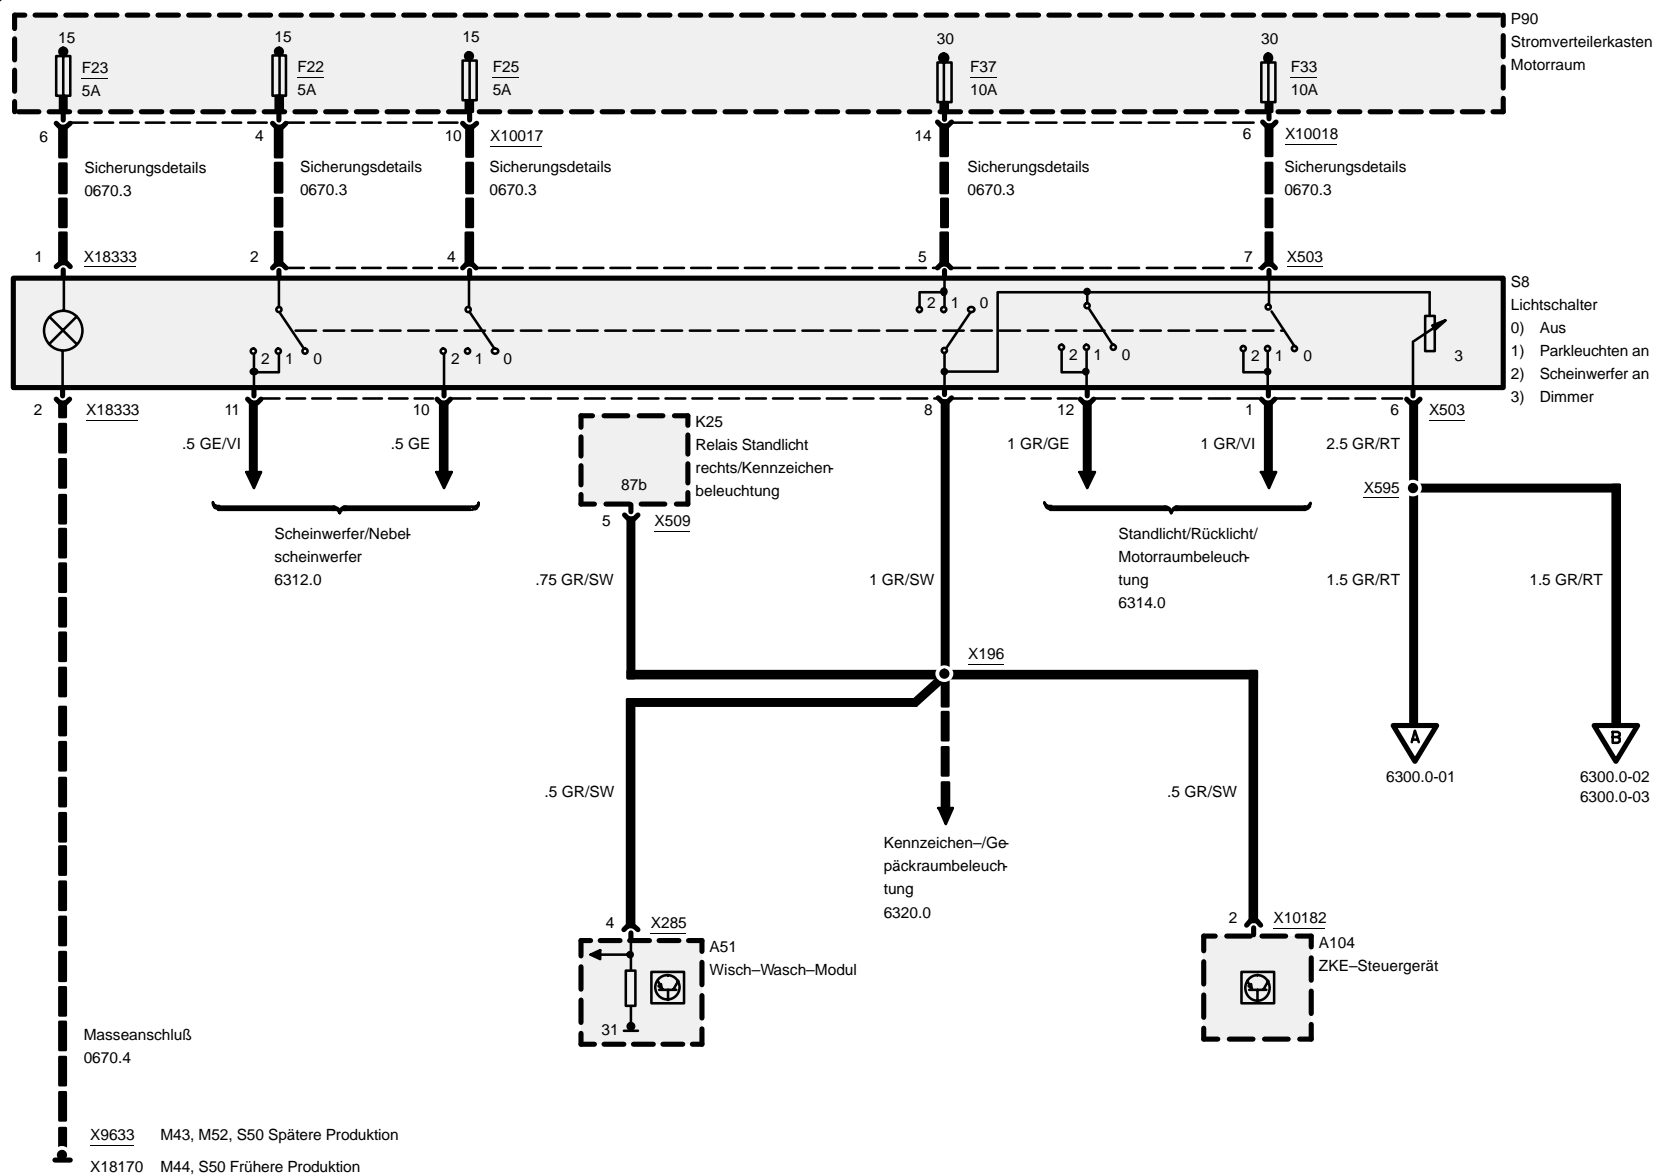 P90
Stromverteilerkasten
Motorraum
15
15
15
30
30
F23
5A
F22
5A
F25
5A
F37
10A
F33
10A
6
4
10
X10017
14
6
X10018
Sicherungsdetails
0670.3
Sicherungsdetails
0670.3
Sicherungsdetails
0670.3
Sicherungsdetails
0670.3
Sicherungsdetails
0670.3
1
X18333
2
4
5
7
X503
S8
Lichtschalter
0) Aus
1) Parkleuchten an
2) Scheinwerfer an
3) Dimmer
2 1 0
2 1 0
2 1 0
2 1 0
2 1 0
3
2
X18333
11
10
8
12
1
6
X503
.5 GE/VI
.5 GE
K25
Relais Standlicht
rechts/Kennzeichen-
beleuchtung
87b
5
X509
1 GR/GE
1 GR/VI
2.5 GR/RT
X595
Scheinwerfer/Nebel-
scheinwerfer
6312.0
Standlicht/Rücklicht/
Motorraumbeleuch-
tung
6314.0
.75 GR/SW
1 GR/SW
1.5 GR/RT
1.5 GR/RT
X196
A
B
6300.0-01
6300.0-02
6300.0-03
.5 GR/SW
.5 GR/SW
Kennzeichen–/Ge-
päckraumbeleuch-
tung
6320.0
4
X285
A51
Wisch–Wasch–Modul
31
2
X10182
A104
ZKE–Steuergerät
Masseanschluß
0670.4
X9633 M43, M52, S50 Spätere Produktion
X18170 M44, S50 Frühere Produktion